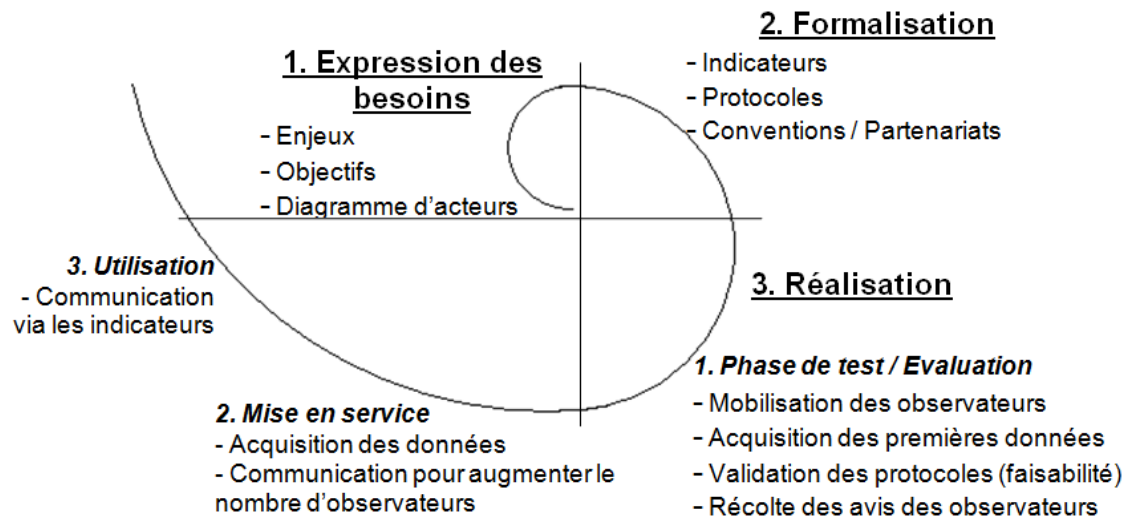 1. Expression des
besoins
- Enjeux
- Objectifs
- Diagramme d'acteurs
2. Formalisation
- Indicateurs
- Protocoles
- Conventions / Partenariats
3. Réalisation
1. Phase de test / Evaluation
- Mobilisation des observateurs
- Acquisition des premières données
- Validation des protocoles (faisabilité)
- Récolte des avis des observateurs
2. Mise en service
- Acquisition des données
- Communication pour augmenter le
nombre d'observateurs
3. Utilisation
- Communication
via les indicateurs